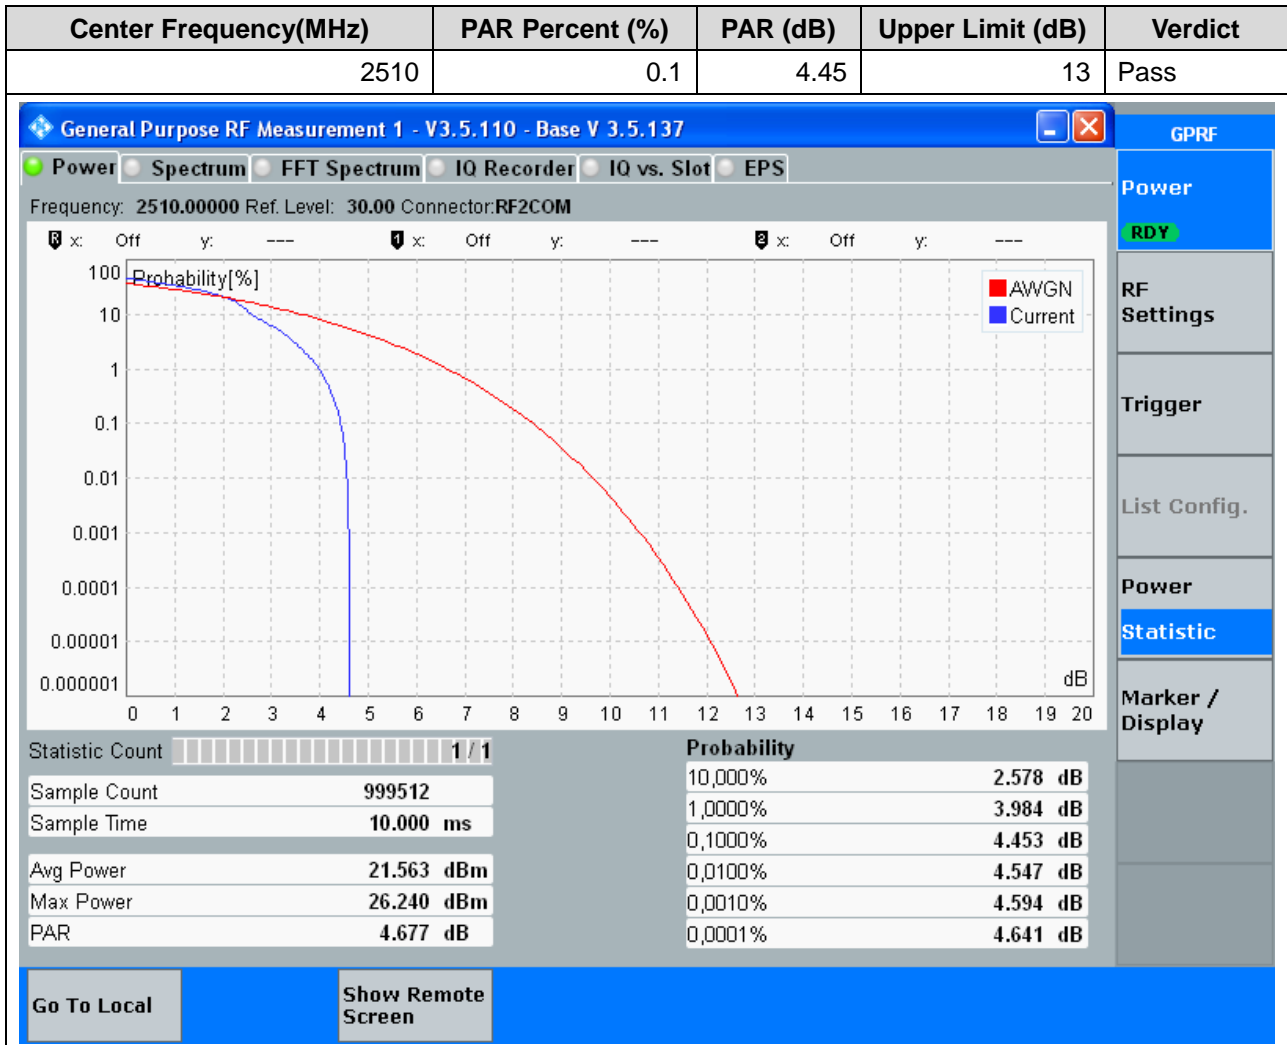 Center Frequency(MHz) PAR Percent (%) PAR (dB) Upper Limit (dB) Verdict
2510 0.1 4.45 13 Pass
General Purpose RF Measurement 1 - V3.5.110 - Base V 3.5.137
GPRF
Power Spectrum FFT Spectrum IQ Recorder IQ vs. Slot EPS
Power
RDY
Frequency: 2510.00000 Ref. Level: 30.00 Connector:RF2COM
R x: Off y: --- 1 x: Off y: --- 2 x: Off y: ---
Probability[%]
AWGN
Current
100
10
1
0.1
0.01
0.001
0.0001
0.00001
0.000001
dB
0 1 2 3 4 5 6 7 8 9 10 11 12 13 14 15 16 17 18 19 20
RF
Settings
Trigger
List Config.
Power
Statistic
Marker /
Display
Statistic Count 1 / 1
Sample Count 999512
Sample Time 10.000 ms
Avg Power 21.563 dBm
Max Power 26.240 dBm
PAR 4.677 dB
Probability
10,000% 2.578 dB
1,0000% 3.984 dB
0,1000% 4.453 dB
0,0100% 4.547 dB
0,0010% 4.594 dB
0,0001% 4.641 dB
Go To Local
Show Remote
Screen